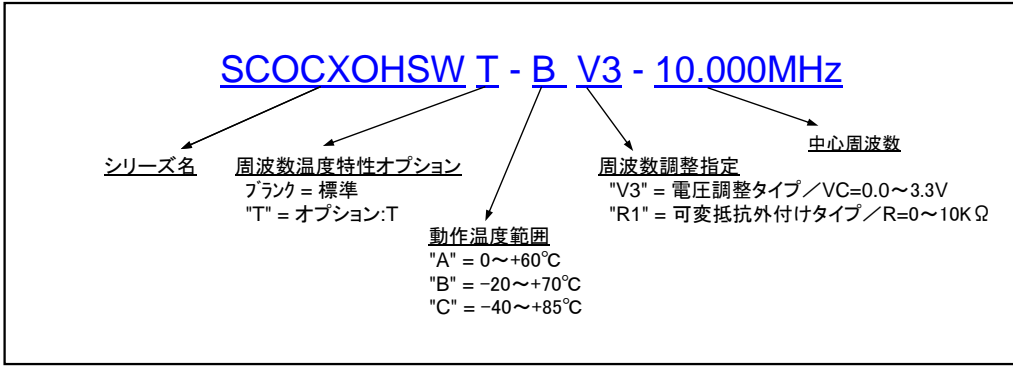 SCOCXOHSW T - B V3 - 10.000MHz
中心周波数
シリーズ名
周波数温度特性オプション
ブランク = 標準
"T" = オプション:T
周波数調整指定
"V3" = 電圧調整タイプ／VC=0.0～3.3V
"R1" = 可変抵抗外付けタイプ／R=0～10KΩ
動作温度範囲
"A" = 0～+60℃
"B" = -20～+70℃
"C" = -40～+85℃